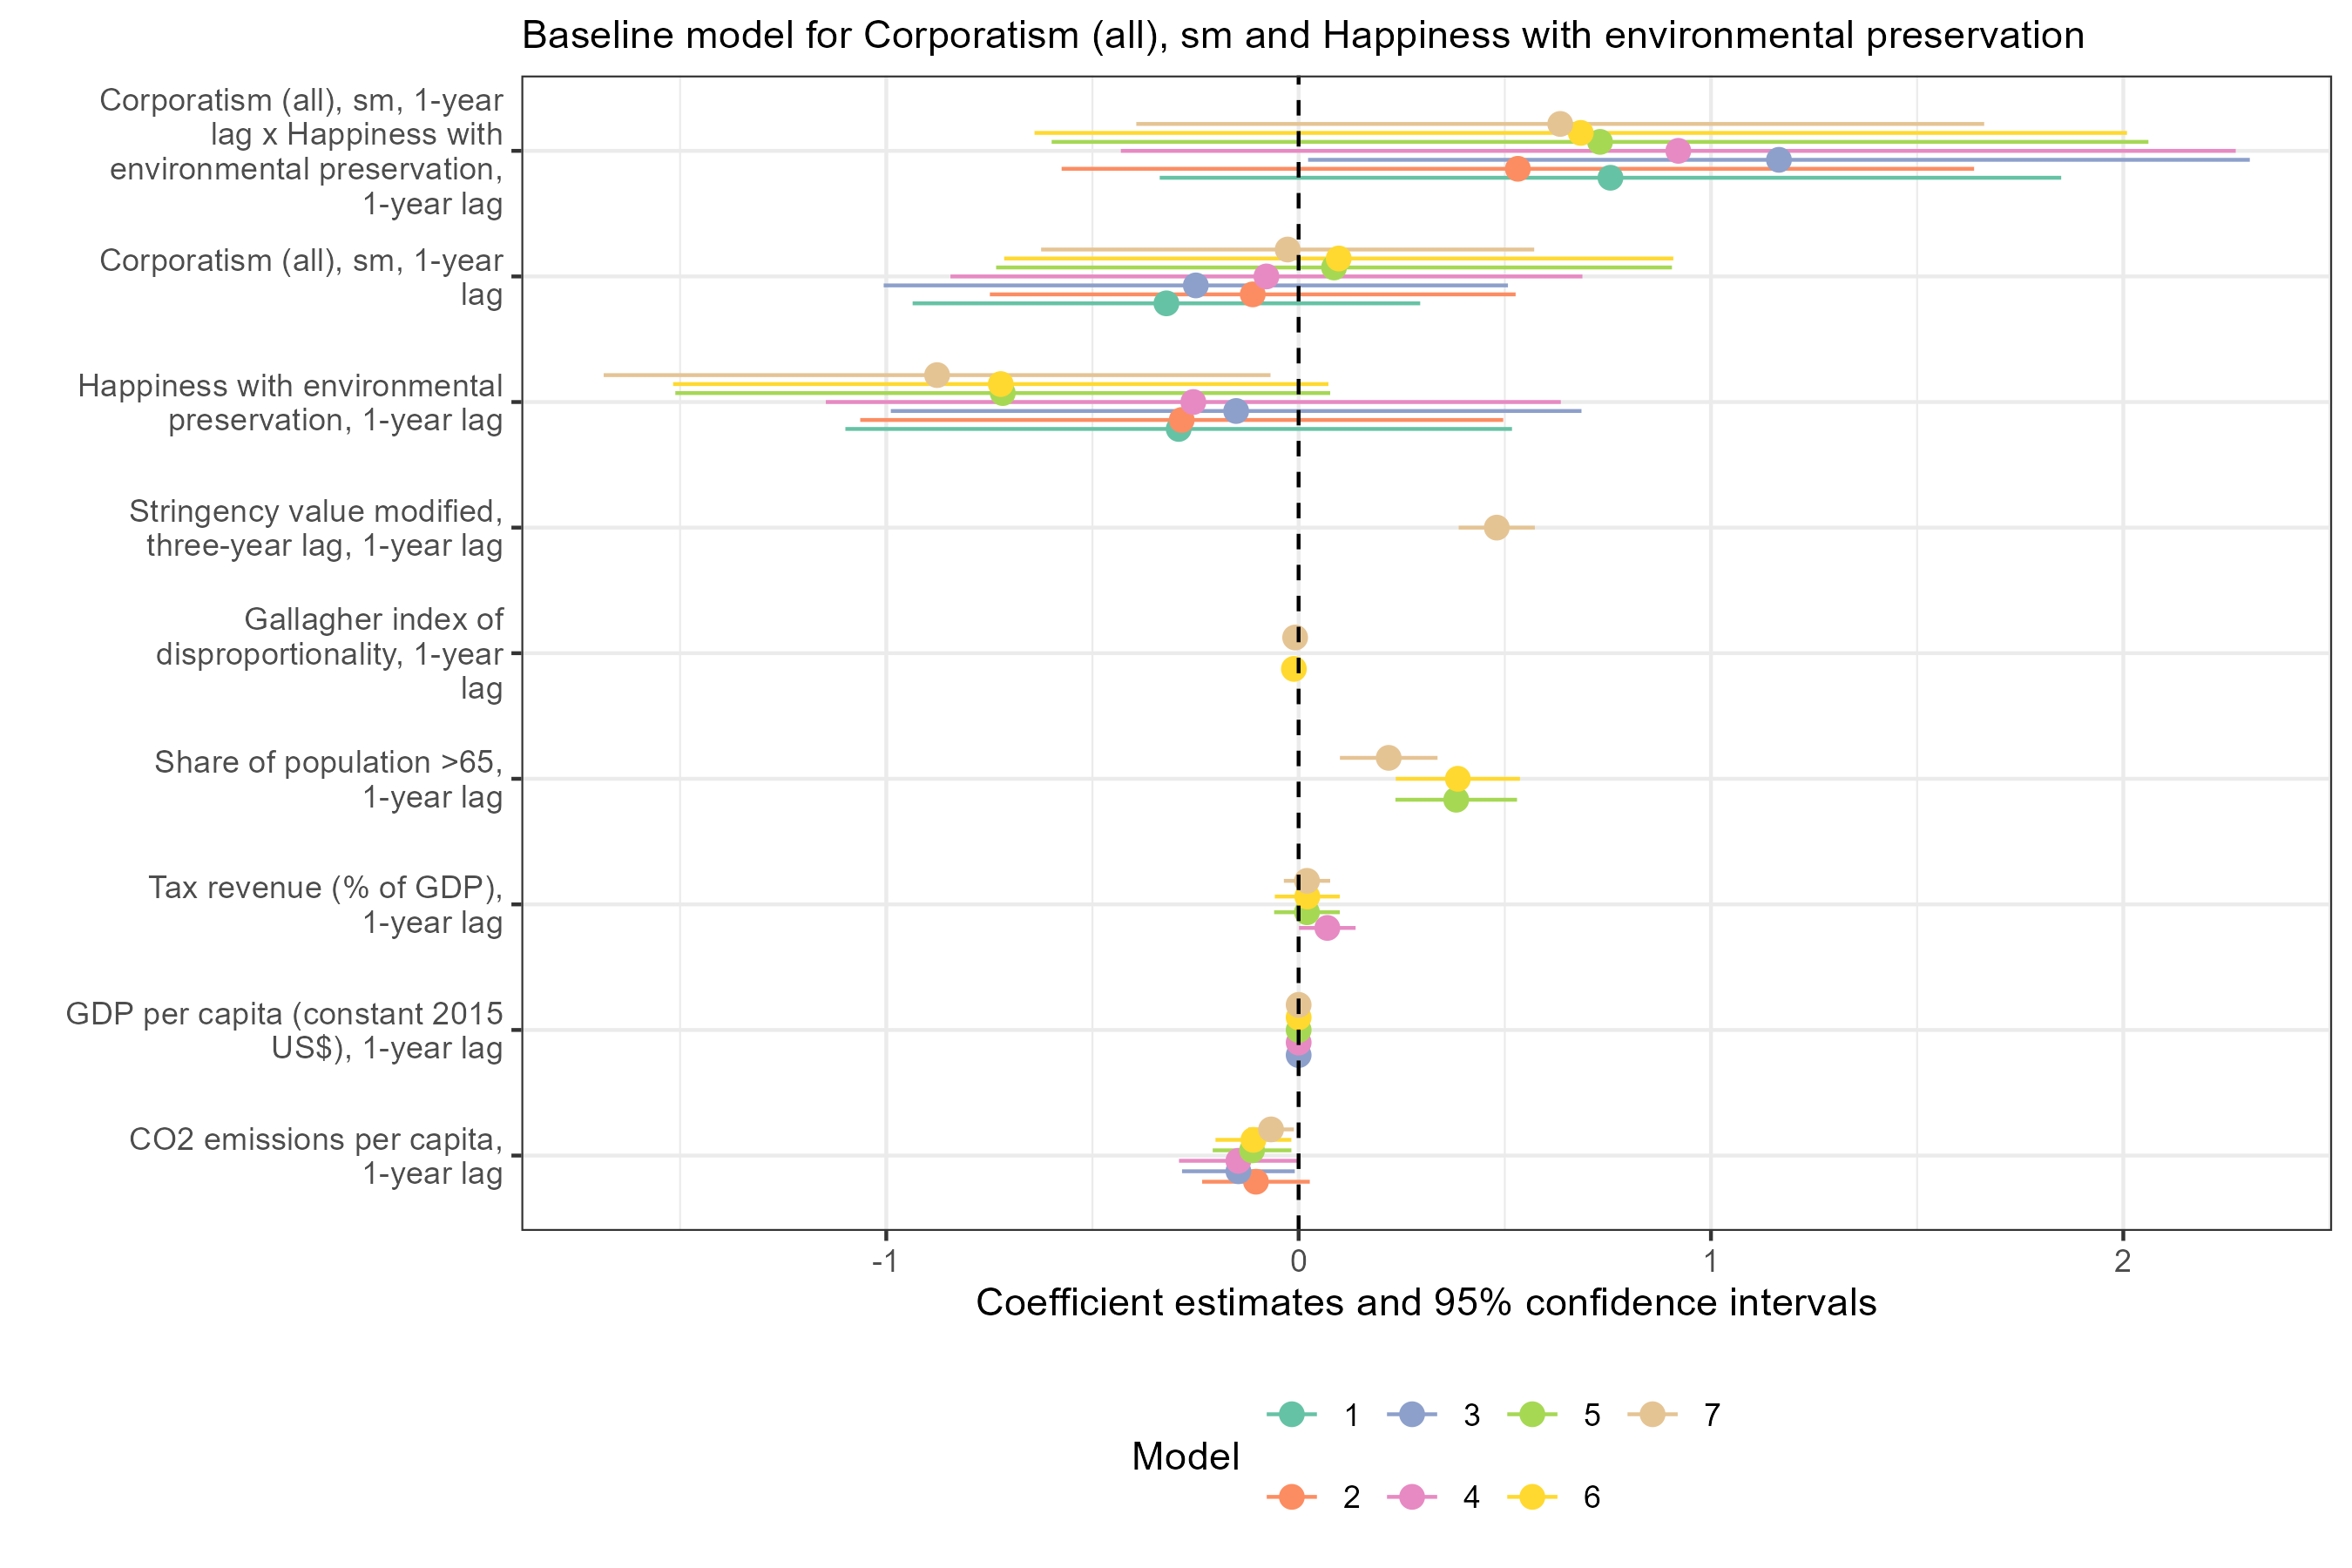 Baseline model for Corporatism (all), sm and Happiness with environmental preservation
Corporatism (all), sm, 1-year
lag x Happiness with
environmental preservation,
1-year lag
Corporatism (all), sm, 1-year
lag
Happiness with environmental
preservation, 1-year lag
Stringency value modified,
three-year lag, 1-year lag
Gallagher index of
disproportionality, 1-year
lag
Share of population >65,
1-year lag
Tax revenue (% of GDP),
1-year lag
GDP per capita (constant 2015
US$), 1-year lag
CO2 emissions per capita,
1-year lag
-1 0 1 2
Coefficient estimates and 95% confidence intervals
Model
1 3 5 7
2 4 6